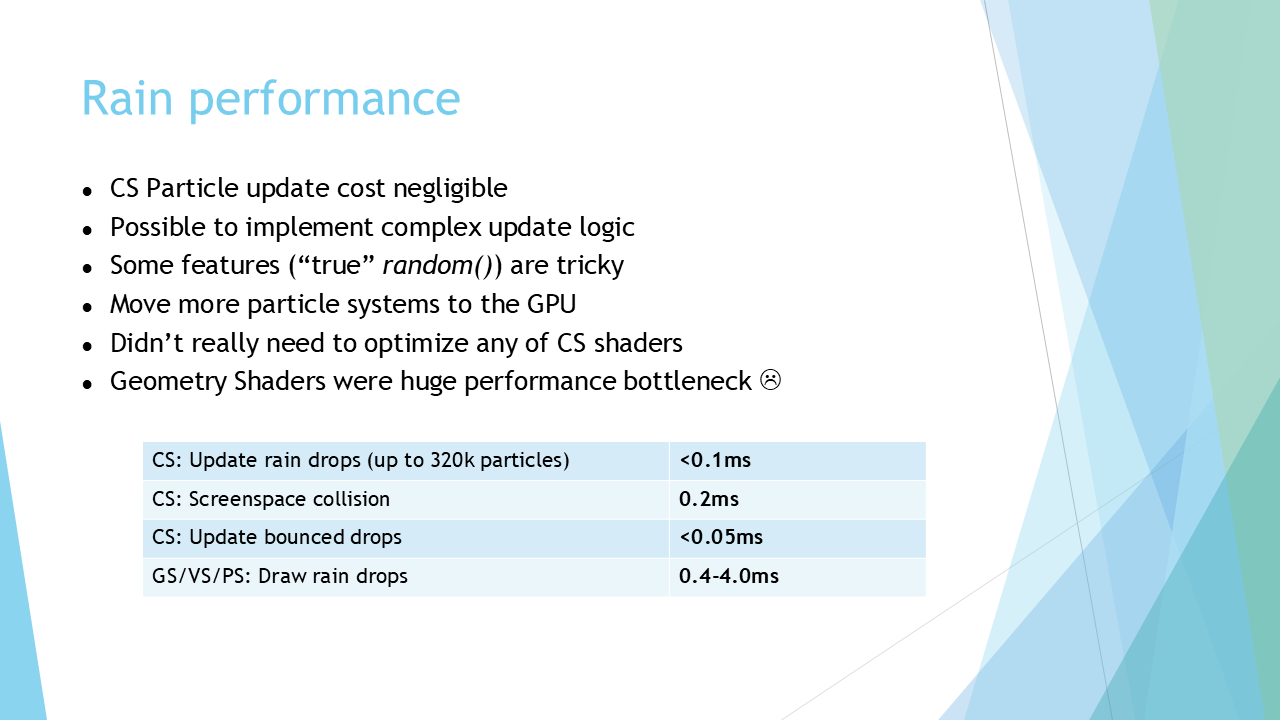 Rain performance
● CS Particle update cost negligible
● Possible to implement complex update logic
● Some features (“true” random()) are tricky
● Move more particle systems to the GPU
● Didn’t really need to optimize any of CS shaders
● Geometry Shaders were huge performance bottleneck ☹
CS: Update rain drops (up to 320k particles) <0.1ms
CS: Screenspace collision 0.2ms
CS: Update bounced drops <0.05ms
GS/VS/PS: Draw rain drops 0.4-4.0ms